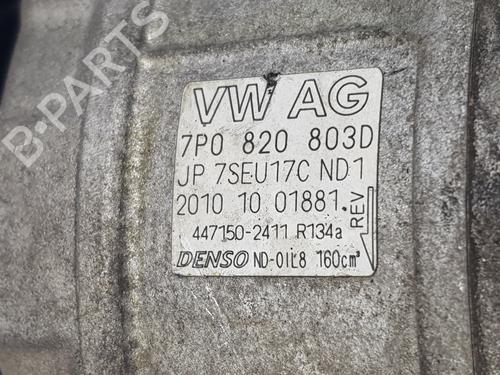 B-PARTS
VW AG
7P0 820 803D
JP 7SEU17C ND1
2010 10 01881
REV
447150-2411 R134a
DENSO ND-OIL8 160cm³